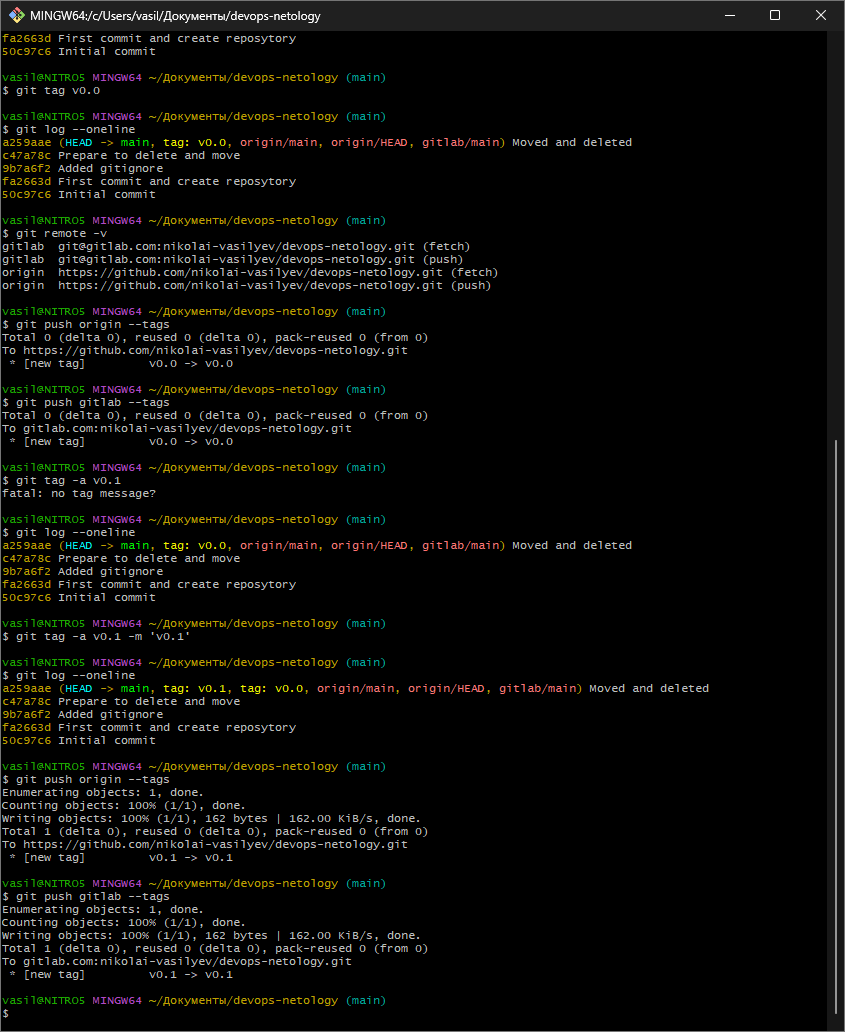 MINGW64:/c/Users/vasil/Документы/devops-netology
fa2663d First commit and create reposytory
50c97c6 Initial commit
vasil@NITRO5 MINGW64 ~/Документы/devops-netology (main)
$ git tag v0.0
vasil@NITRO5 MINGW64 ~/Документы/devops-netology (main)
$ git log --oneline
a259aae (HEAD -> main, tag: v0.0, origin/main, origin/HEAD, gitlab/main) Moved and deleted
c47a78c Prepare to delete and move
9b7a6f2 Added gitignore
fa2663d First commit and create reposytory
50c97c6 Initial commit
vasil@NITRO5 MINGW64 ~/Документы/devops-netology (main)
$ git remote -v
gitlab  git@gitlab.com:nikolai-vasilyev/devops-netology.git (fetch)
gitlab  git@gitlab.com:nikolai-vasilyev/devops-netology.git (push)
origin  https://github.com/nikolai-vasilyev/devops-netology.git (fetch)
origin  https://github.com/nikolai-vasilyev/devops-netology.git (push)
vasil@NITRO5 MINGW64 ~/Документы/devops-netology (main)
$ git push origin --tags
Total 0 (delta 0), reused 0 (delta 0), pack-reused 0 (from 0)
To https://github.com/nikolai-vasilyev/devops-netology.git
 * [new tag]         v0.0 -> v0.0
vasil@NITRO5 MINGW64 ~/Документы/devops-netology (main)
$ git push gitlab --tags
Total 0 (delta 0), reused 0 (delta 0), pack-reused 0 (from 0)
To gitlab.com:nikolai-vasilyev/devops-netology.git
 * [new tag]         v0.0 -> v0.0
vasil@NITRO5 MINGW64 ~/Документы/devops-netology (main)
$ git tag -a v0.1
fatal: no tag message?
vasil@NITRO5 MINGW64 ~/Документы/devops-netology (main)
$ git log --oneline
a259aae (HEAD -> main, tag: v0.0, origin/main, origin/HEAD, gitlab/main) Moved and deleted
c47a78c Prepare to delete and move
9b7a6f2 Added gitignore
fa2663d First commit and create reposytory
50c97c6 Initial commit
vasil@NITRO5 MINGW64 ~/Документы/devops-netology (main)
$ git tag -a v0.1 -m 'v0.1'
vasil@NITRO5 MINGW64 ~/Документы/devops-netology (main)
$ git log --oneline
a259aae (HEAD -> main, tag: v0.1, tag: v0.0, origin/main, origin/HEAD, gitlab/main) Moved and deleted
c47a78c Prepare to delete and move
9b7a6f2 Added gitignore
fa2663d First commit and create reposytory
50c97c6 Initial commit
vasil@NITRO5 MINGW64 ~/Документы/devops-netology (main)
$ git push origin --tags
Enumerating objects: 1, done.
Counting objects: 100% (1/1), done.
Writing objects: 100% (1/1), 162 bytes | 162.00 KiB/s, done.
Total 1 (delta 0), reused 0 (delta 0), pack-reused 0 (from 0)
To https://github.com/nikolai-vasilyev/devops-netology.git
 * [new tag]         v0.1 -> v0.1
vasil@NITRO5 MINGW64 ~/Документы/devops-netology (main)
$ git push gitlab --tags
Enumerating objects: 1, done.
Counting objects: 100% (1/1), done.
Writing objects: 100% (1/1), 162 bytes | 162.00 KiB/s, done.
Total 1 (delta 0), reused 0 (delta 0), pack-reused 0 (from 0)
To gitlab.com:nikolai-vasilyev/devops-netology.git
 * [new tag]         v0.1 -> v0.1
vasil@NITRO5 MINGW64 ~/Документы/devops-netology (main)
$